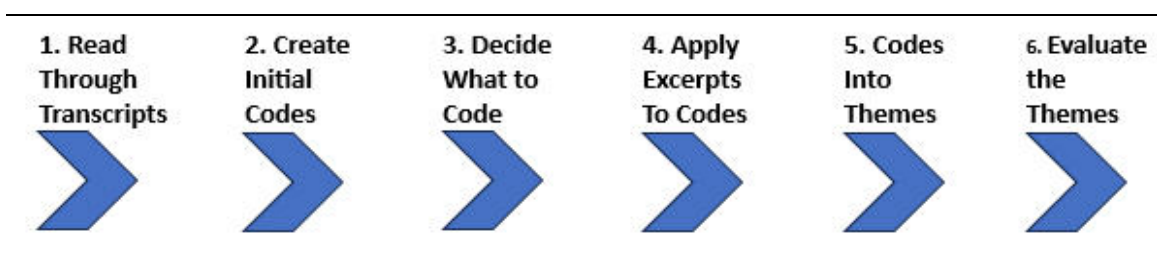 1. Read
Through
Transcripts
2. Create
Initial
Codes
3. Decide
What to
Code
4. Apply
Excerpts
To Codes
5. Codes
Into
Themes
6. Evaluate
the
Themes